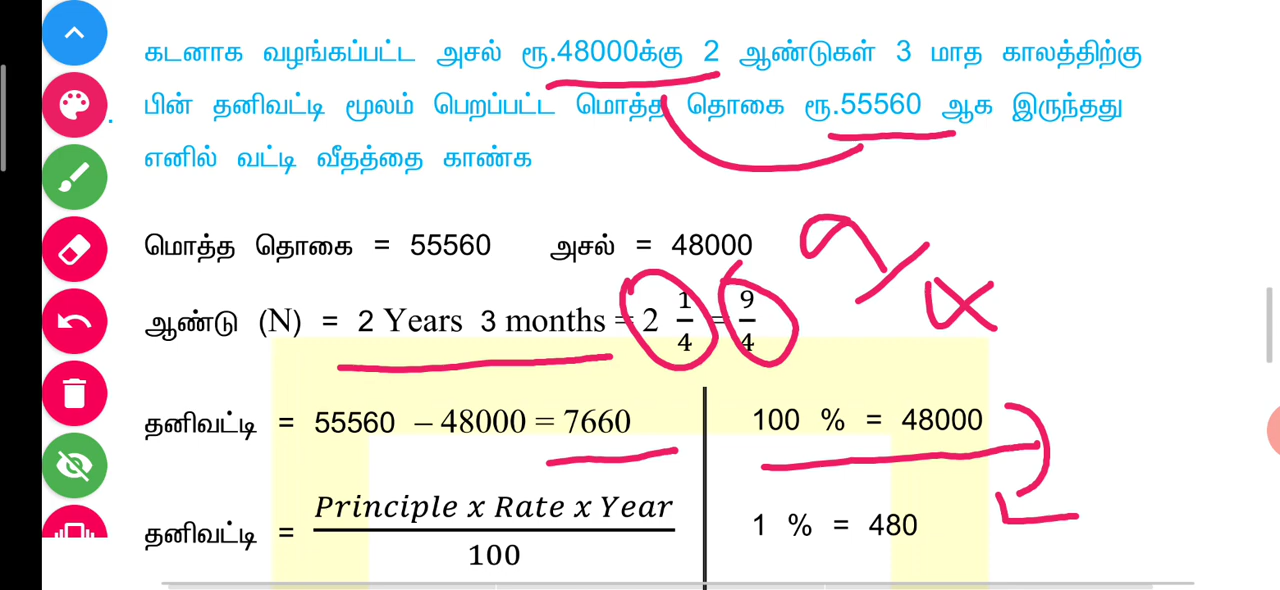 கடனாக வழங்கப்பட்ட அசல் ரூ.48000க்கு 2 ஆண்டுகள் 3 மாத காலத்திற்கு
. பின் தனிவட்டி மூலம் பெறப்பட்ட மொத்த தொகை ரூ.55560 ஆக இருந்தது
எனில் வட்டி வீதத்தை காண்க
மொத்த தொகை = 55560 அசல் = 48000
9/4
ஆண்டு (N) = 2 Years 3 months = 2 1/4 = 9/4
தனிவட்டி = 55560 – 48000 = 7660
100 % = 48000
தனிவட்டி = Principle x Rate x Year
100
1 % = 480